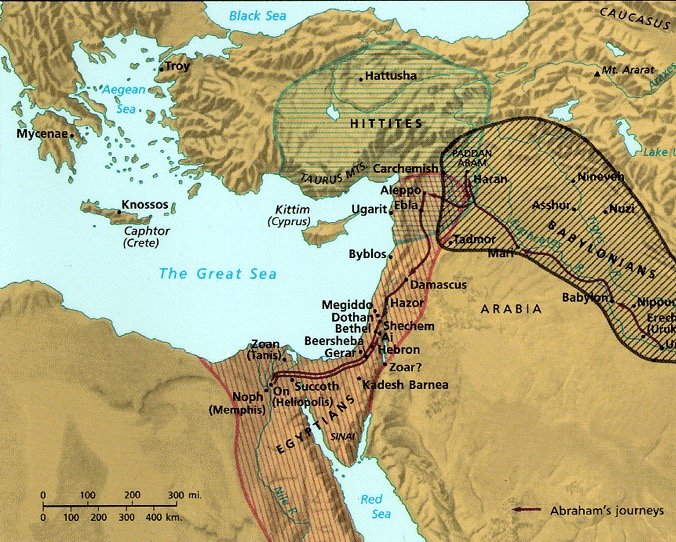 Black Sea
CAUCASUS
Troy
Hattusha
Mt. Ararat
Araxes
Aegean
Sea
HITTITES
Mycenae
Lake U
PADDAN
ARAM
TAURUS MTS.
Carchemish
Haran
Nineveh
Aleppo
Knossos
Kittim
(Cyprus)
Ugarit
Ebla
Asshur
Nuzi
Caphtor
(Crete)
Tigris R.
Euphrates R.
BABYLONIANS
Tadmor
Mari
Byblos
The Great Sea
Damascus
Babylon
Nippur
Megiddo
Hazor
ARABIA
Dothan
Erech
(Uruk
Bethel
Shechem
Beersheba
Ai
Ur
Zoan
(Tanis)
Gerar
Hebron
Zoar?
Succoth
Kadesh Barnea
Noph
(Memphis)
On
(Heliopolis)
EGYPTIANS
SINAI
Nile R.
Red
Sea
0 100 200 300 mi.
0 100 200 300 400 km.
Abraham's journeys